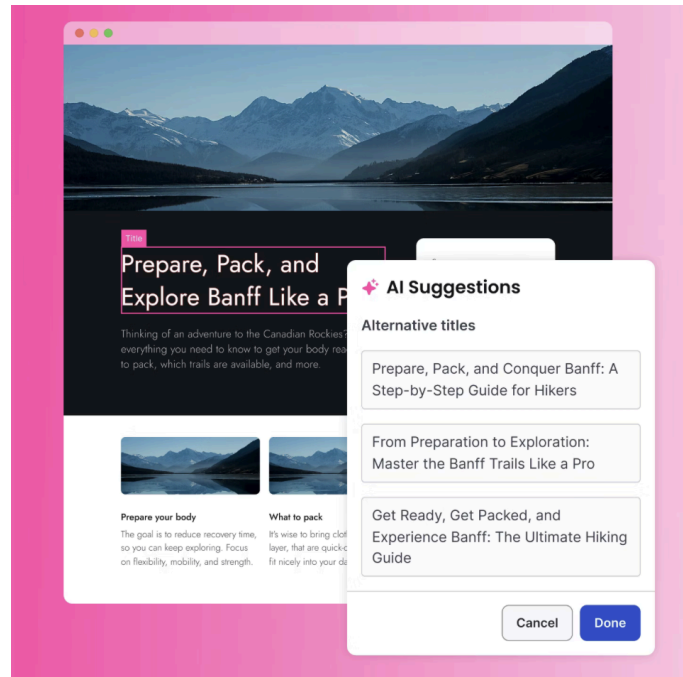 Title
Prepare, Pack, and
Explore Banff Like a P
Thinking of an adventure to the Canadian Rockies?
everything you need to know to get your body rea
to pack, which trails are available, and more.
Prepare your body
The goal is to reduce recovery time,
so you can keep exploring. Focus
on flexibility, mobility, and strength.
What to pack
It's wise to bring clot
layer, that are quick-d
fit nicely into your da
AI Suggestions
Alternative titles
Prepare, Pack, and Conquer Banff: A
Step-by-Step Guide for Hikers
From Preparation to Exploration:
Master the Banff Trails Like a Pro
Get Ready, Get Packed, and
Experience Banff: The Ultimate Hiking
Guide
Cancel
Done